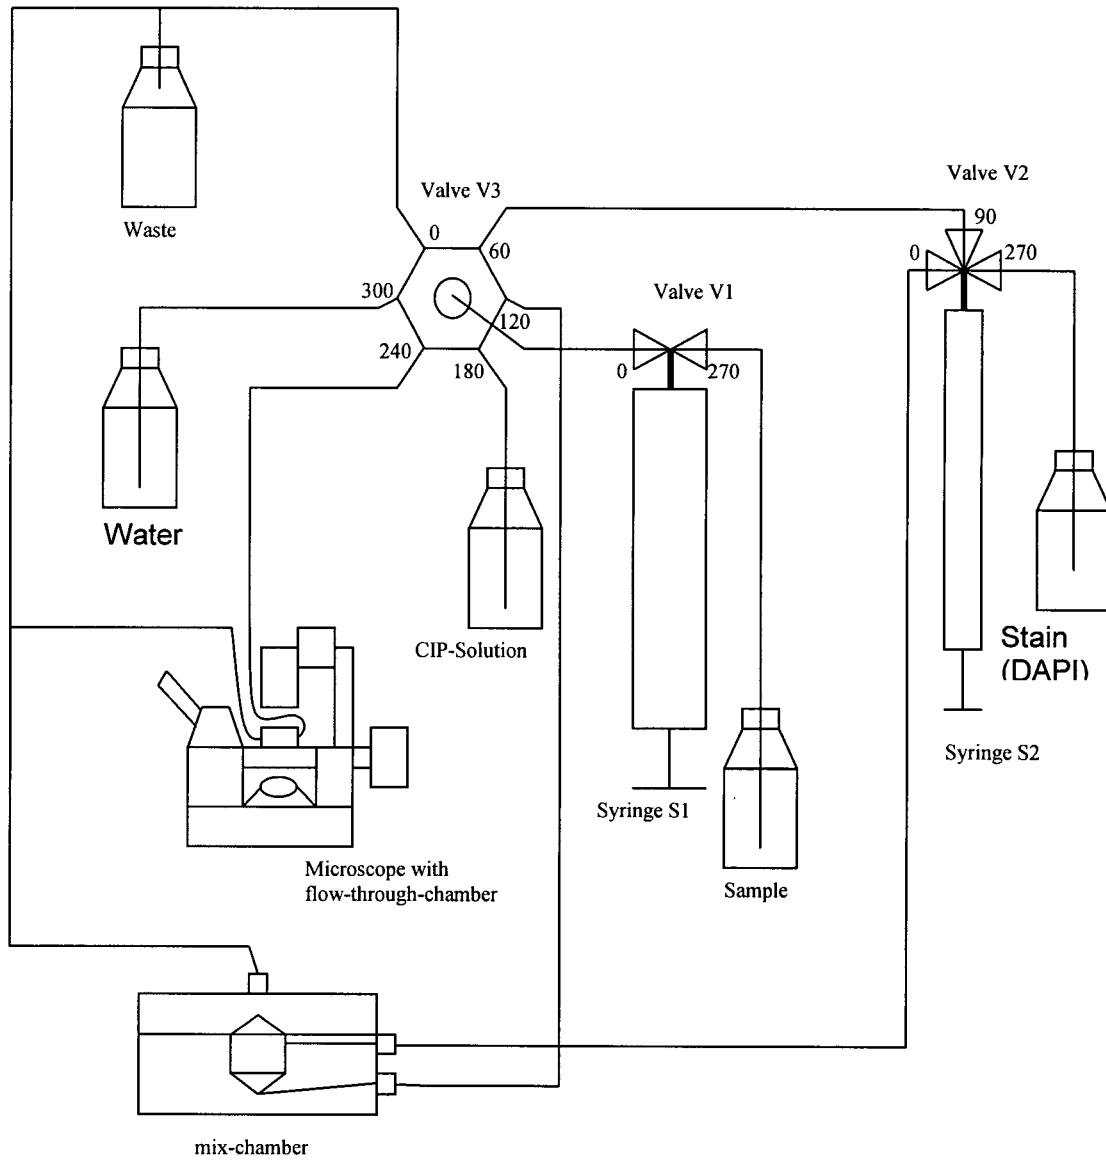 Valve V2
Valve V3
90
Waste
0
60
0
270
300
Valve V1
120
240
180
0
270
Water
CIP-Solution
Stain
(DAPI)
Syringe S2
Syringe S1
Microscope with
flow-through-chamber
Sample
mix-chamber